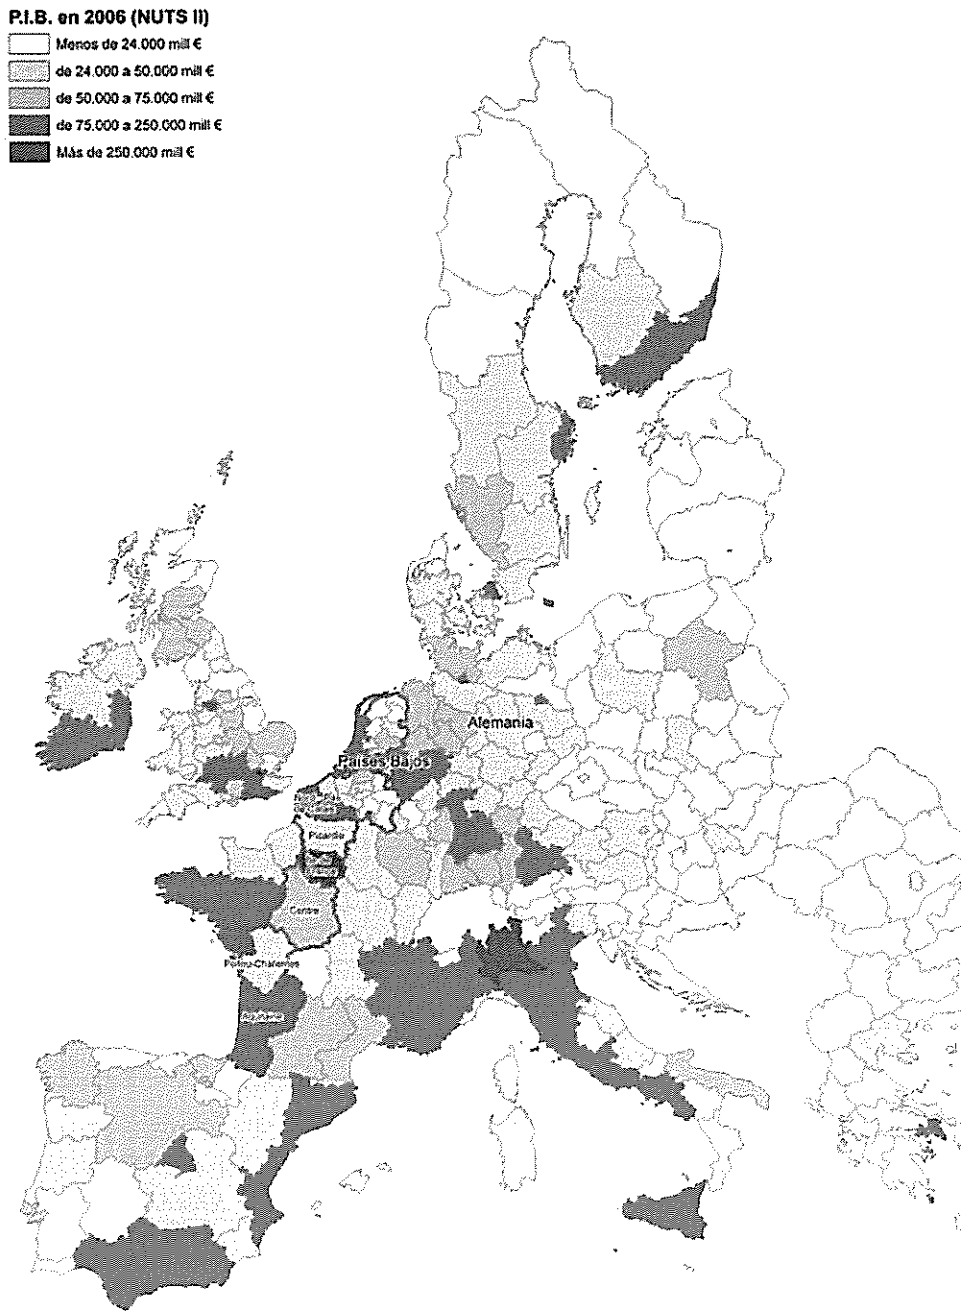 P.I.B. en 2006 (NUTS II)
Menos de 24.000 mill €
de 24.000 a 50.000 mill €
de 50.000 a 75.000 mill €
de 75.000 a 250.000 mill €
Más de 250.000 mill €
Alemania
Países Bajos
Picardie
Centre
Poitou-Charentes
Aquitaine